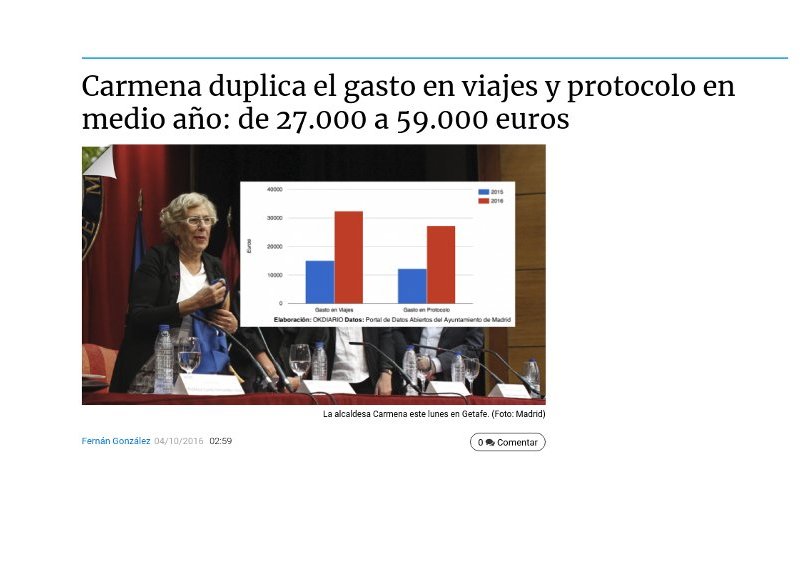 Carmena duplica el gasto en viajes y protocolo en
medio año: de 27.000 a 59.000 euros
40000
30000
20000
10000
0
Euros
2015
2016
Gasto en Viajes
Gasto en Protocolo
Elaboración: OKDIARIO Datos: Portal de Datos Abiertos del Ayuntamiento de Madrid
La alcaldesa Carmena este lunes en Getafe. (Foto: Madrid)
Fernán González 04/10/2016 02:59
0 Comentar